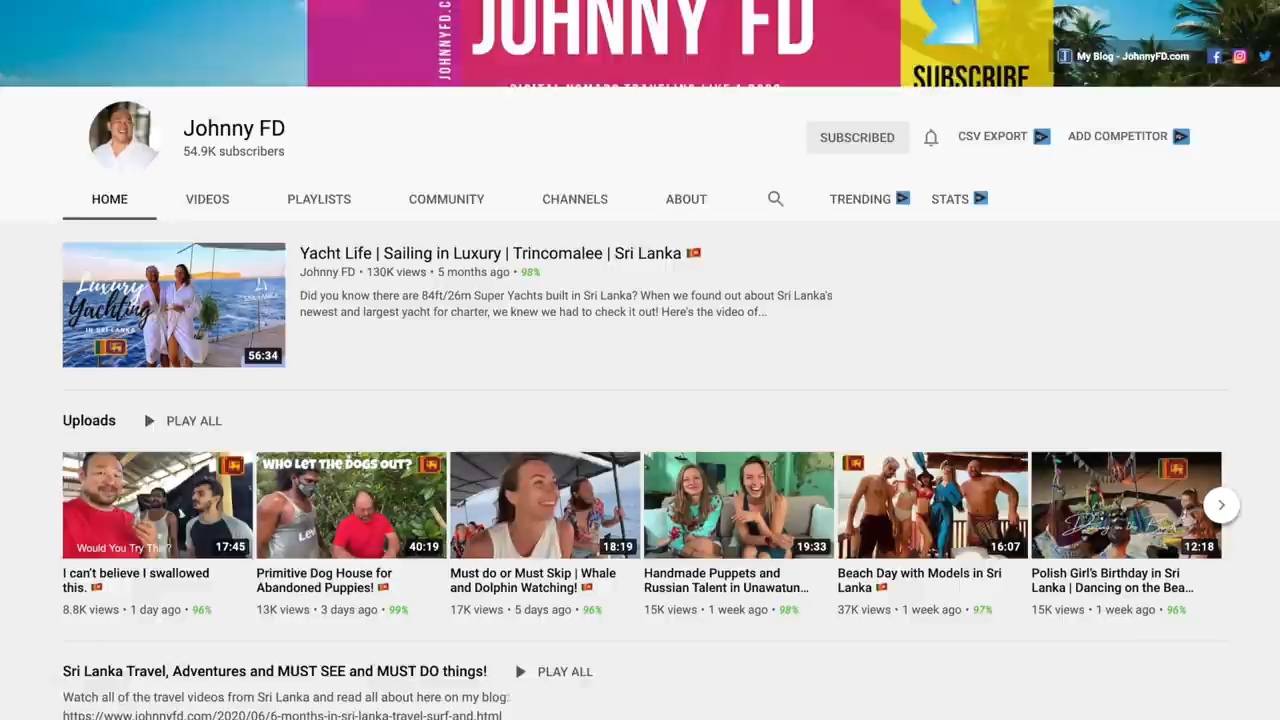 JOHNNYFD.C
JOHNNY FD
SUBSCRIBE
My Blog - JohnnyFD.com
Johnny FD
54.9K subscribers
SUBSCRIBED
CSV EXPORT
ADD COMPETITOR
HOME
VIDEOS
PLAYLISTS
COMMUNITY
CHANNELS
ABOUT
TRENDING
STATS
Luxury
Yachting
IN SRI LANKA
56:34
Yacht Life | Sailing in Luxury | Trincomalee | Sri Lanka 🇱🇰
Johnny FD • 130K views • 5 months ago • 98%
Did you know there are 84ft/26m Super Yachts built in Sri Lanka? When we found out about Sri Lanka's
newest and largest yacht for charter, we knew we had to check it out! Here's the video of...
Uploads
PLAY ALL
Would You Try This?
17:45
I can't believe I swallowed
this. 🇱🇰
8.8K views • 1 day ago • 96%
WHO LET THE DOGS OUT?
40:19
Primitive Dog House for
Abandoned Puppies! 🇱🇰
13K views • 3 days ago • 99%
18:19
Must do or Must Skip | Whale
and Dolphin Watching! 🇱🇰
17K views • 5 days ago • 96%
19:33
Handmade Puppets and
Russian Talent in Unawatun...
15K views • 1 week ago • 98%
16:07
Beach Day with Models in Sri
Lanka 🇱🇰
37K views • 1 week ago • 97%
Dancing on the Beach
12:18
Polish Girl's Birthday in Sri
Lanka | Dancing on the Bea...
15K views • 1 week ago • 96%
Sri Lanka Travel, Adventures and MUST SEE and MUST DO things!
PLAY ALL
Watch all of the travel videos from Sri Lanka and read all about here on my blog:
https://www.johnnyfd.com/2020/06/6-months-in-sri-lanka-travel-surf-and.html